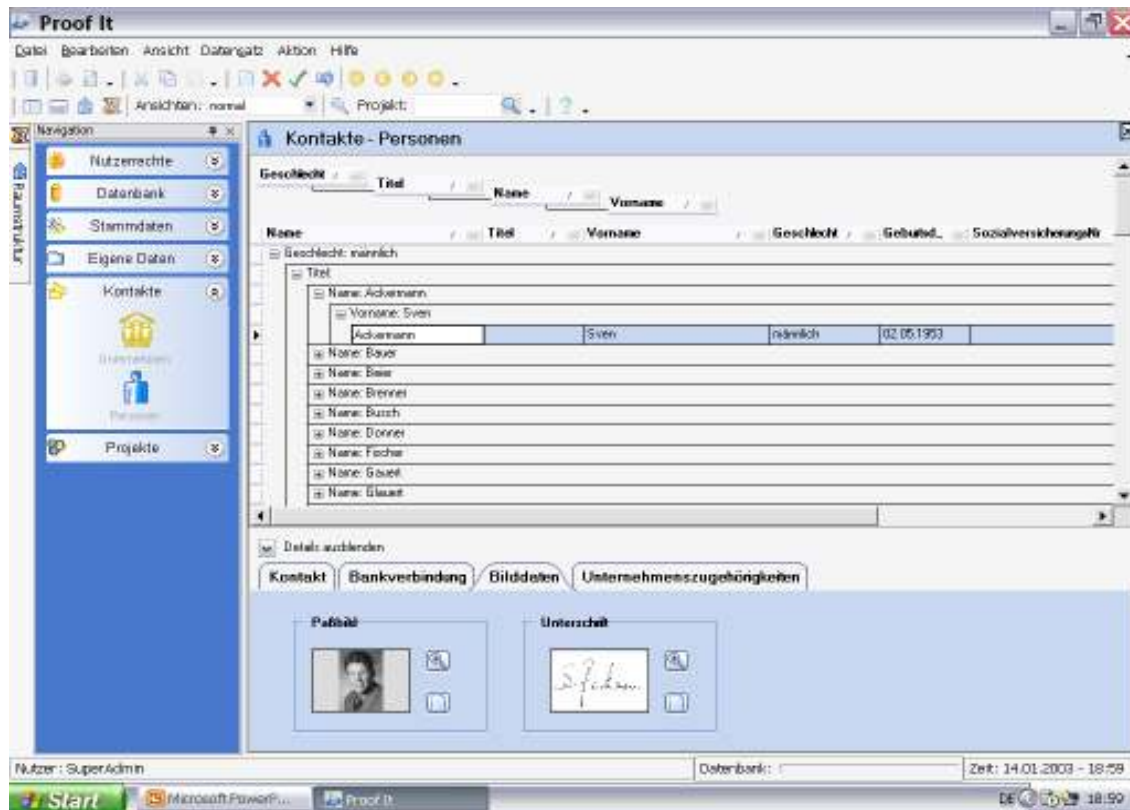 Proof It
Datei Bearbeiten Ansicht Datensatz Aktion Hilfe
Ansichten: normal Projekt:
Navigation
Kontakte - Personen
Raumstruktur
Nutzerrechte
Datenbank
Stammdaten
Eigene Daten
Kontakte
Unternehmen
Personen
Projekte
Geschlecht Titel Name Vorname
Name Titel Vorname Geschlecht Geburtsd... SozialversicherungsNr
Geschlecht: männlich
Titel:
Name: Ackermann
Vorname: Sven
Ackermann Sven männlich 02.05.1953
Name: Bauer
Name: Beier
Name: Brenner
Name: Busch
Name: Donner
Name: Fischer
Name: Gauert
Name: Glauert
Details ausblenden
Kontakt Bankverbindung Bilddaten Unternehmenszugehörigkeiten
Paßbild Unterschrift
Nutzer : SuperAdmin Datenbank: Zeit: 14.01.2003 - 18:59
Start Microsoft PowerP... Proof It DE 18:59